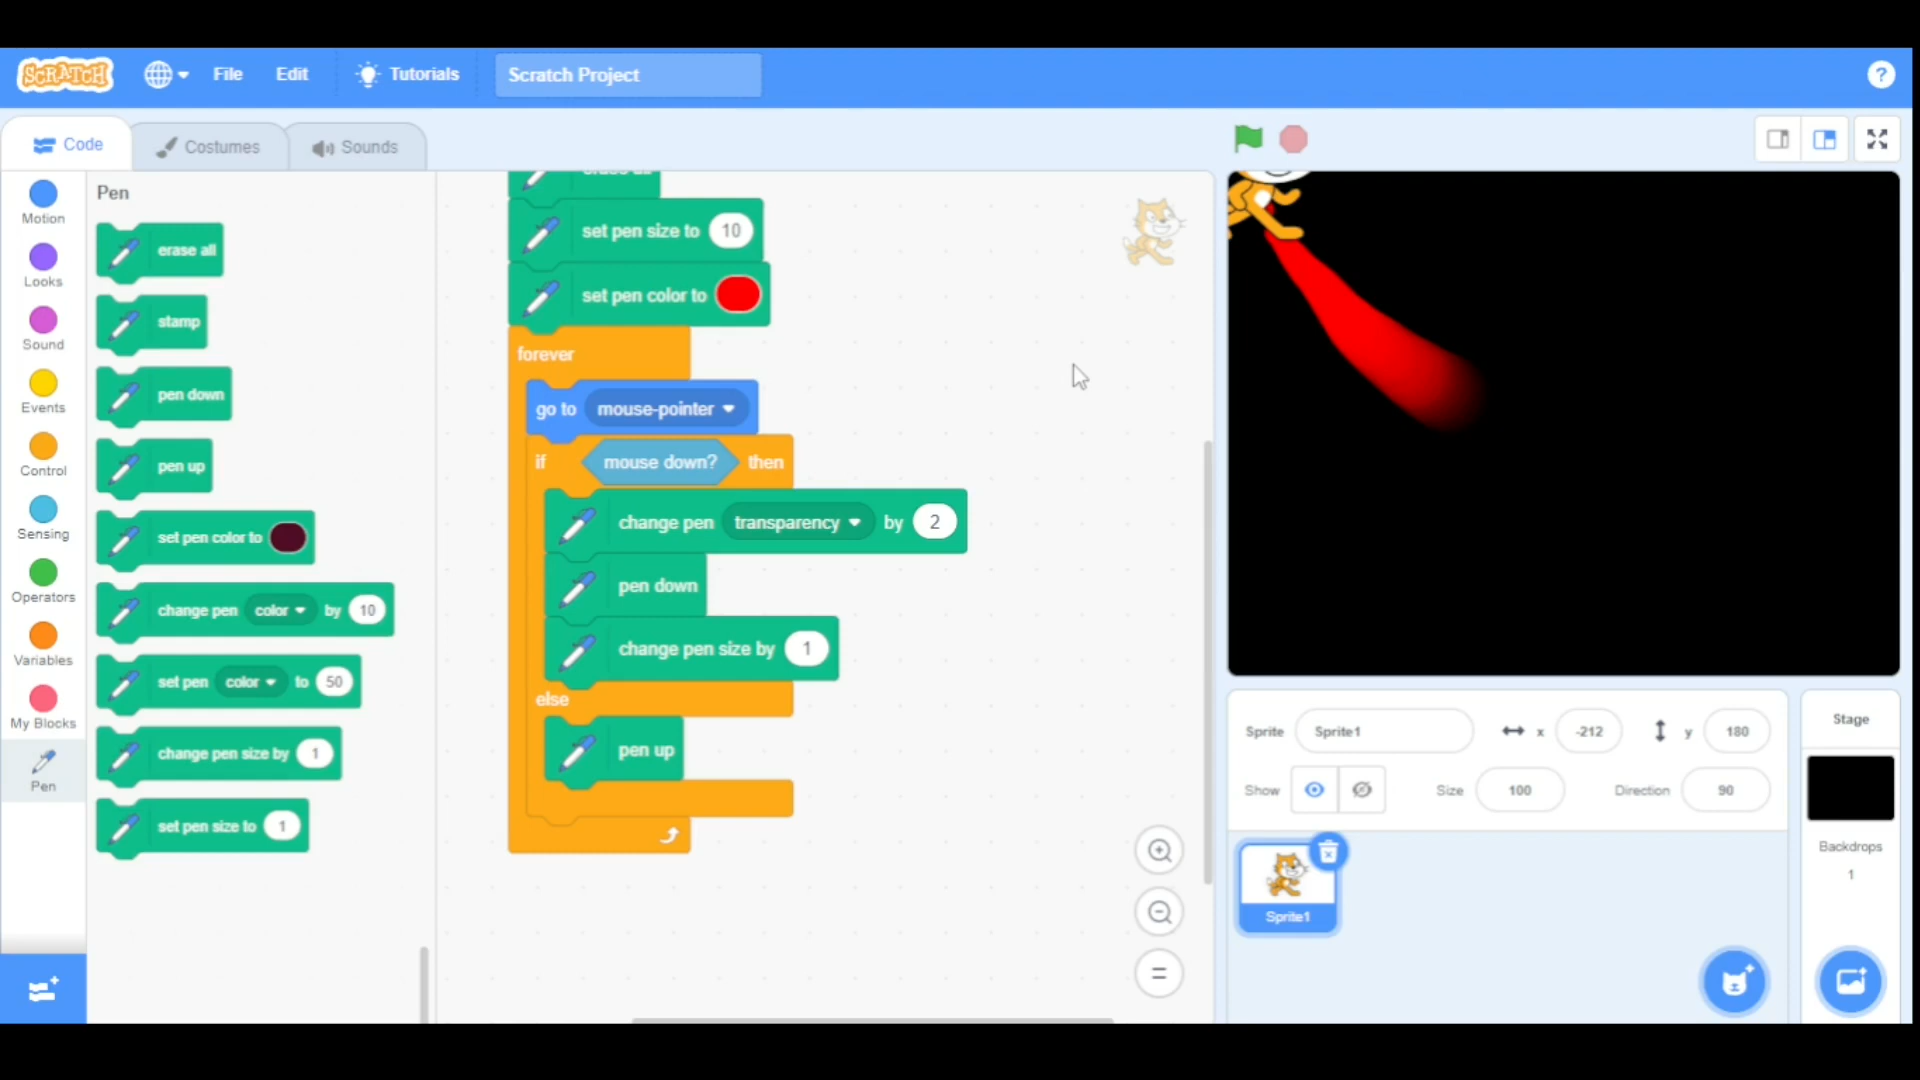 SCRATCH File Edit Tutorials Scratch Project ?
Code Costumes Sounds
Motion
Looks
Sound
Events
Control
Sensing
Operators
Variables
My Blocks
Pen
Pen
erase all
stamp
pen down
pen up
set pen color to
change pen color by 10
set pen color to 50
change pen size by 1
set pen size to 1
set pen size to 10
set pen color to
forever
go to mouse-pointer
if mouse down? then
change pen transparency by 2
pen down
change pen size by 1
else
pen up
Sprite Sprite1 x -212 y 180
Show Size 100 Direction 90
Sprite1
Stage
Backdrops
1